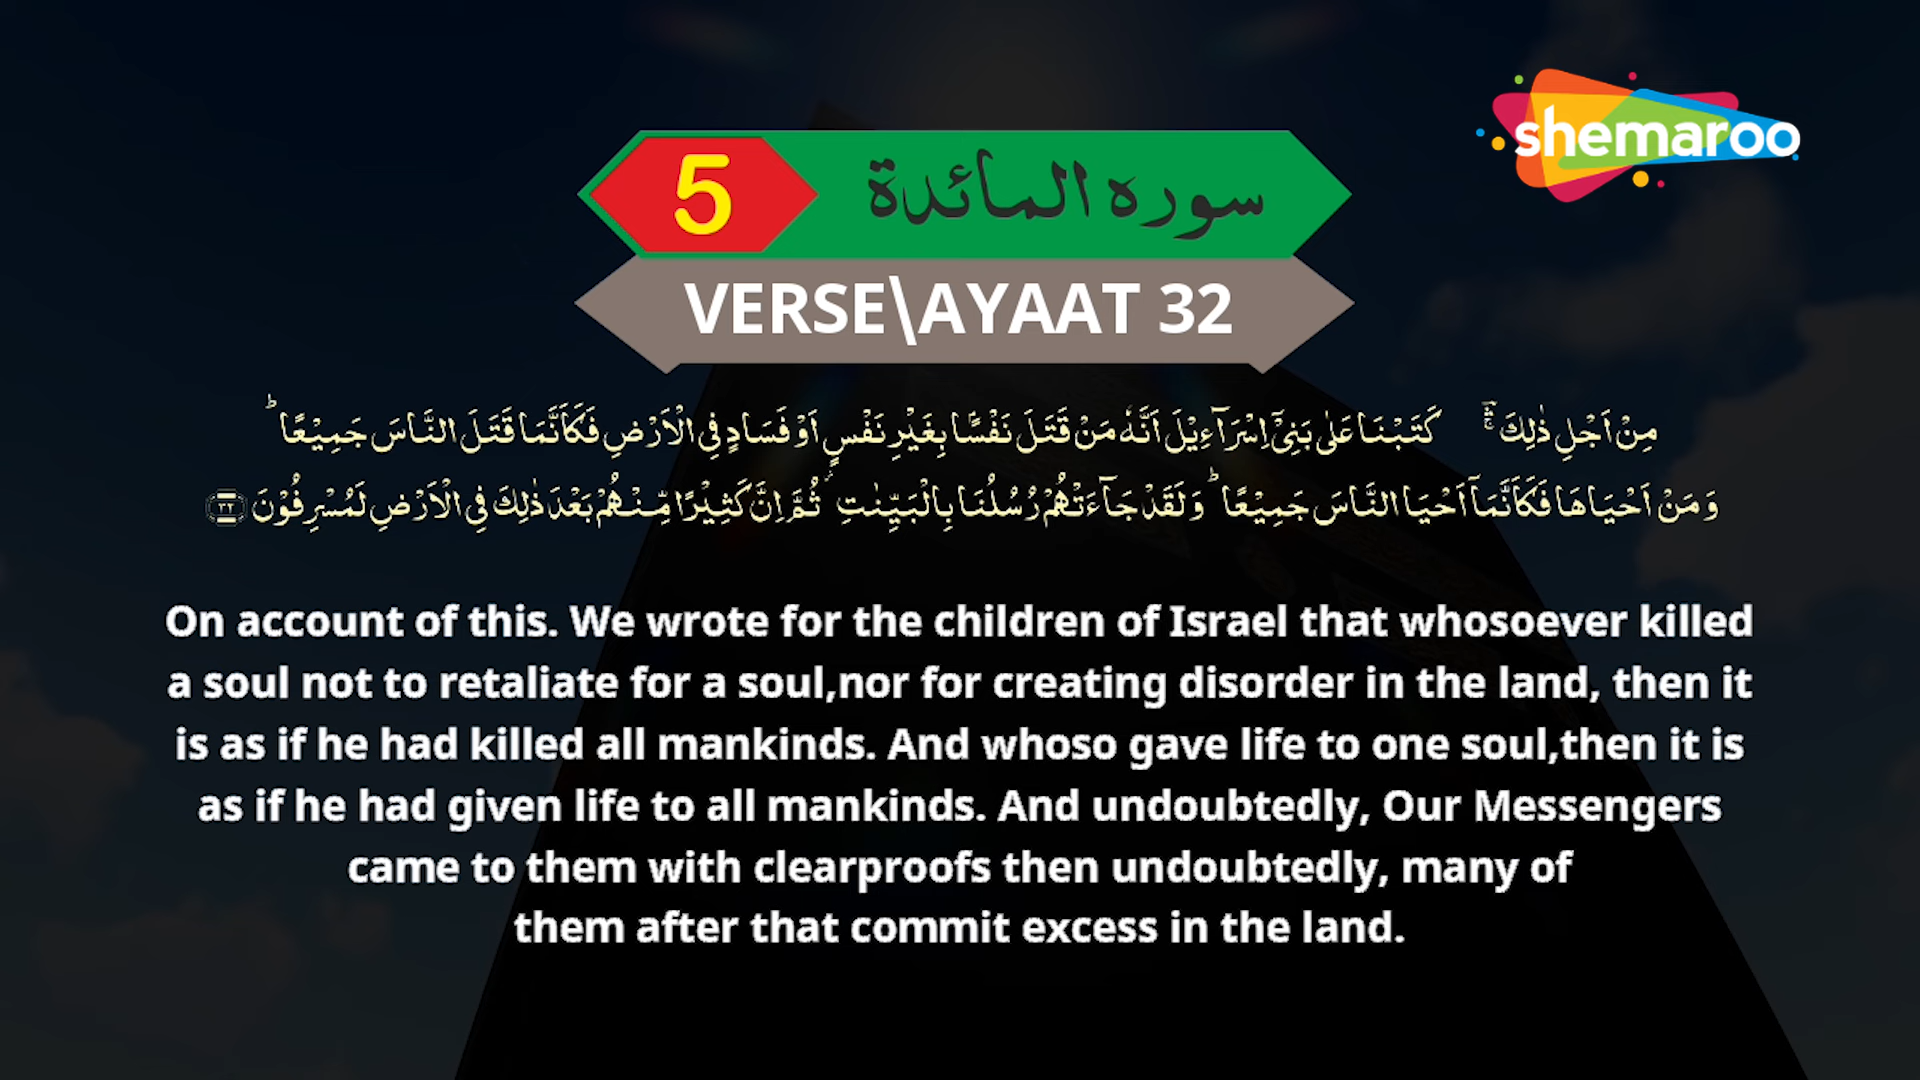 shemaroo
5 سورہ المائدة
VERSE\AYAAT 32
مِنْ اَجْلِ ذٰلِكَ ۛؔ كَتَبْنَا عَلٰى بَنِىْٓ اِسْرَآءِيْلَ اَنَّهٗ مَنْ قَتَلَ نَفْسًا بِغَيْرِ نَفْسٍ اَوْ فَسَادٍ فِى الْاَرْضِ فَكَاَنَّمَا قَتَلَ النَّاسَ جَمِيْعًا ؕ
وَ مَنْ اَحْيَاهَا فَكَاَنَّمَاۤ اَحْيَا النَّاسَ جَمِيْعًا ؕ وَ لَقَدْ جَآءَتْهُمْ رُسُلُنَا بِالْبَيِّنٰتِ ۫ ثُمَّ اِنَّ كَثِيْرًا مِّنْهُمْ بَعْدَ ذٰلِكَ فِى الْاَرْضِ لَمُسْرِفُوْنَ ﴿۳۲﴾
On account of this. We wrote for the children of Israel that whosoever killed
a soul not to retaliate for a soul,nor for creating disorder in the land, then it
is as if he had killed all mankinds. And whoso gave life to one soul,then it is
as if he had given life to all mankinds. And undoubtedly, Our Messengers
came to them with clearproofs then undoubtedly, many of
them after that commit excess in the land.